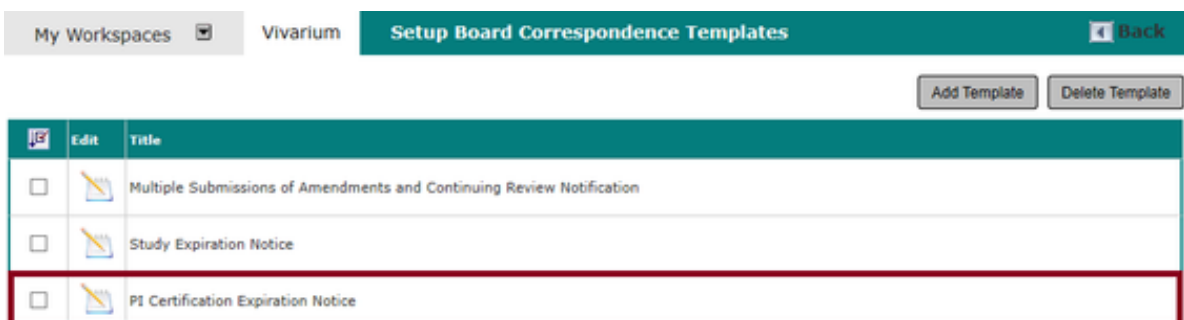 My Workspaces Vivarium Setup Board Correspondence Templates Back
Add Template Delete Template
Edit Title
Multiple Submissions of Amendments and Continuing Review Notification
Study Expiration Notice
PI Certification Expiration Notice